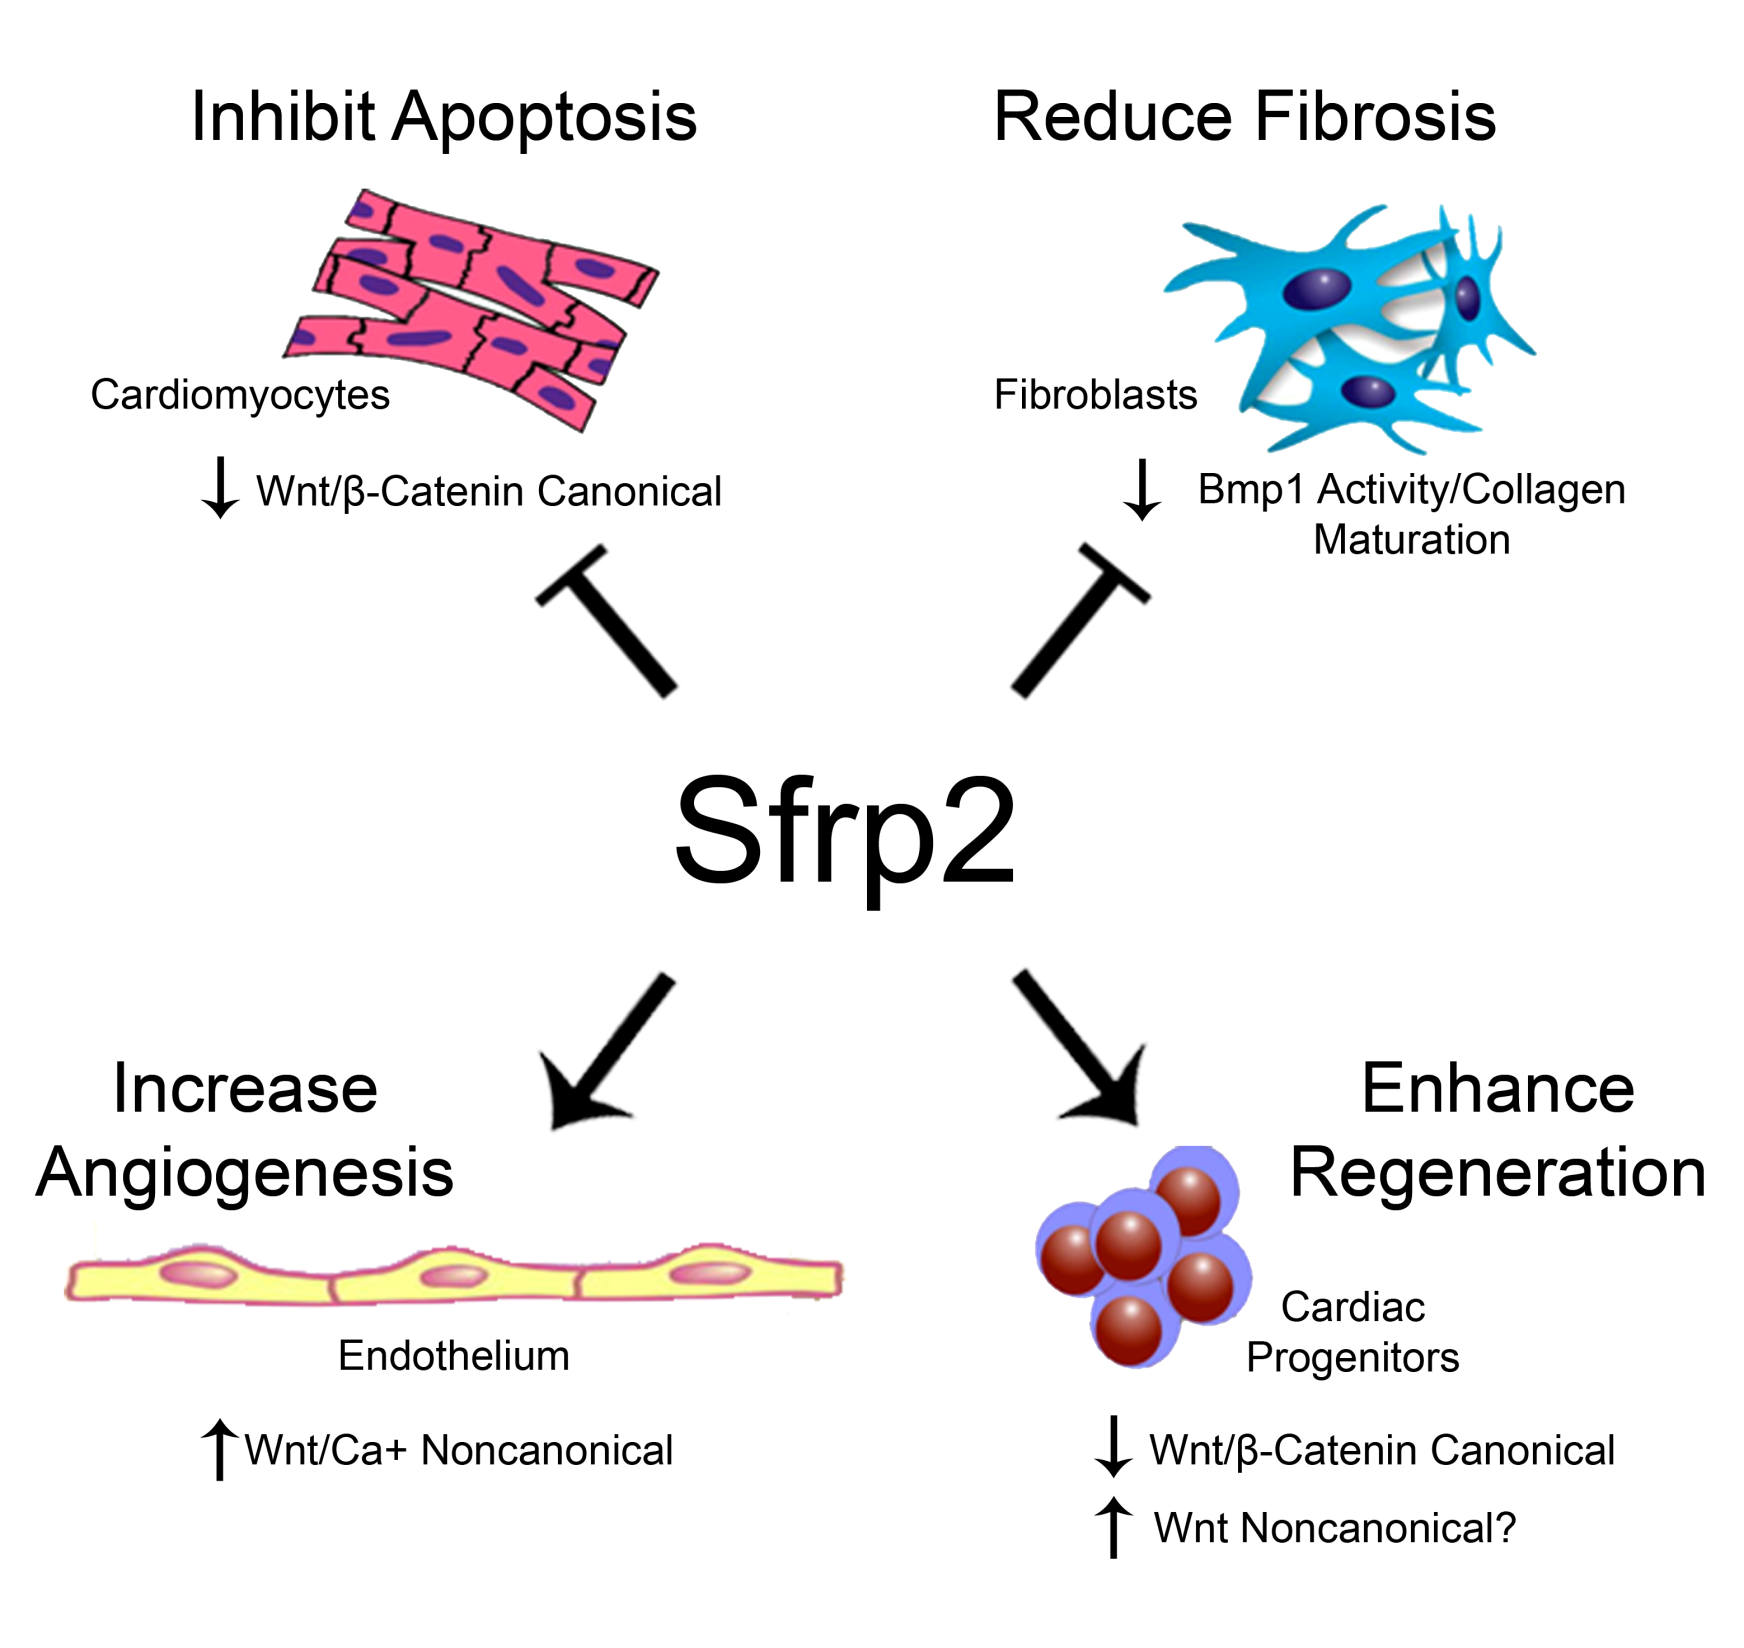 Inhibit Apoptosis
Reduce Fibrosis
Cardiomyocytes
Fibroblasts
↓ Wnt/β-Catenin Canonical
↓ Bmp1 Activity/Collagen
Maturation
Sfrp2
Increase
Angiogenesis
Enhance
Regeneration
Endothelium
Cardiac
Progenitors
↑ Wnt/Ca+ Noncanonical
↓ Wnt/β-Catenin Canonical
↑ Wnt Noncanonical?